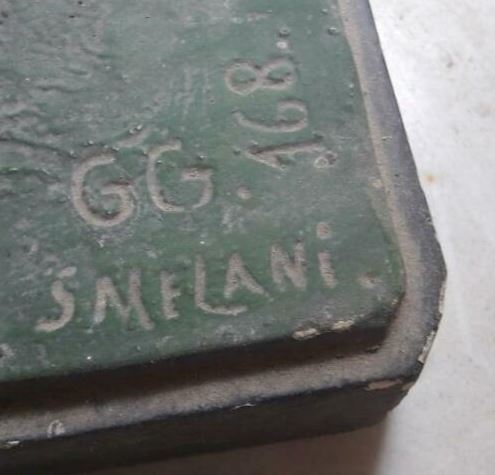 GG. 168.
SMELANi.